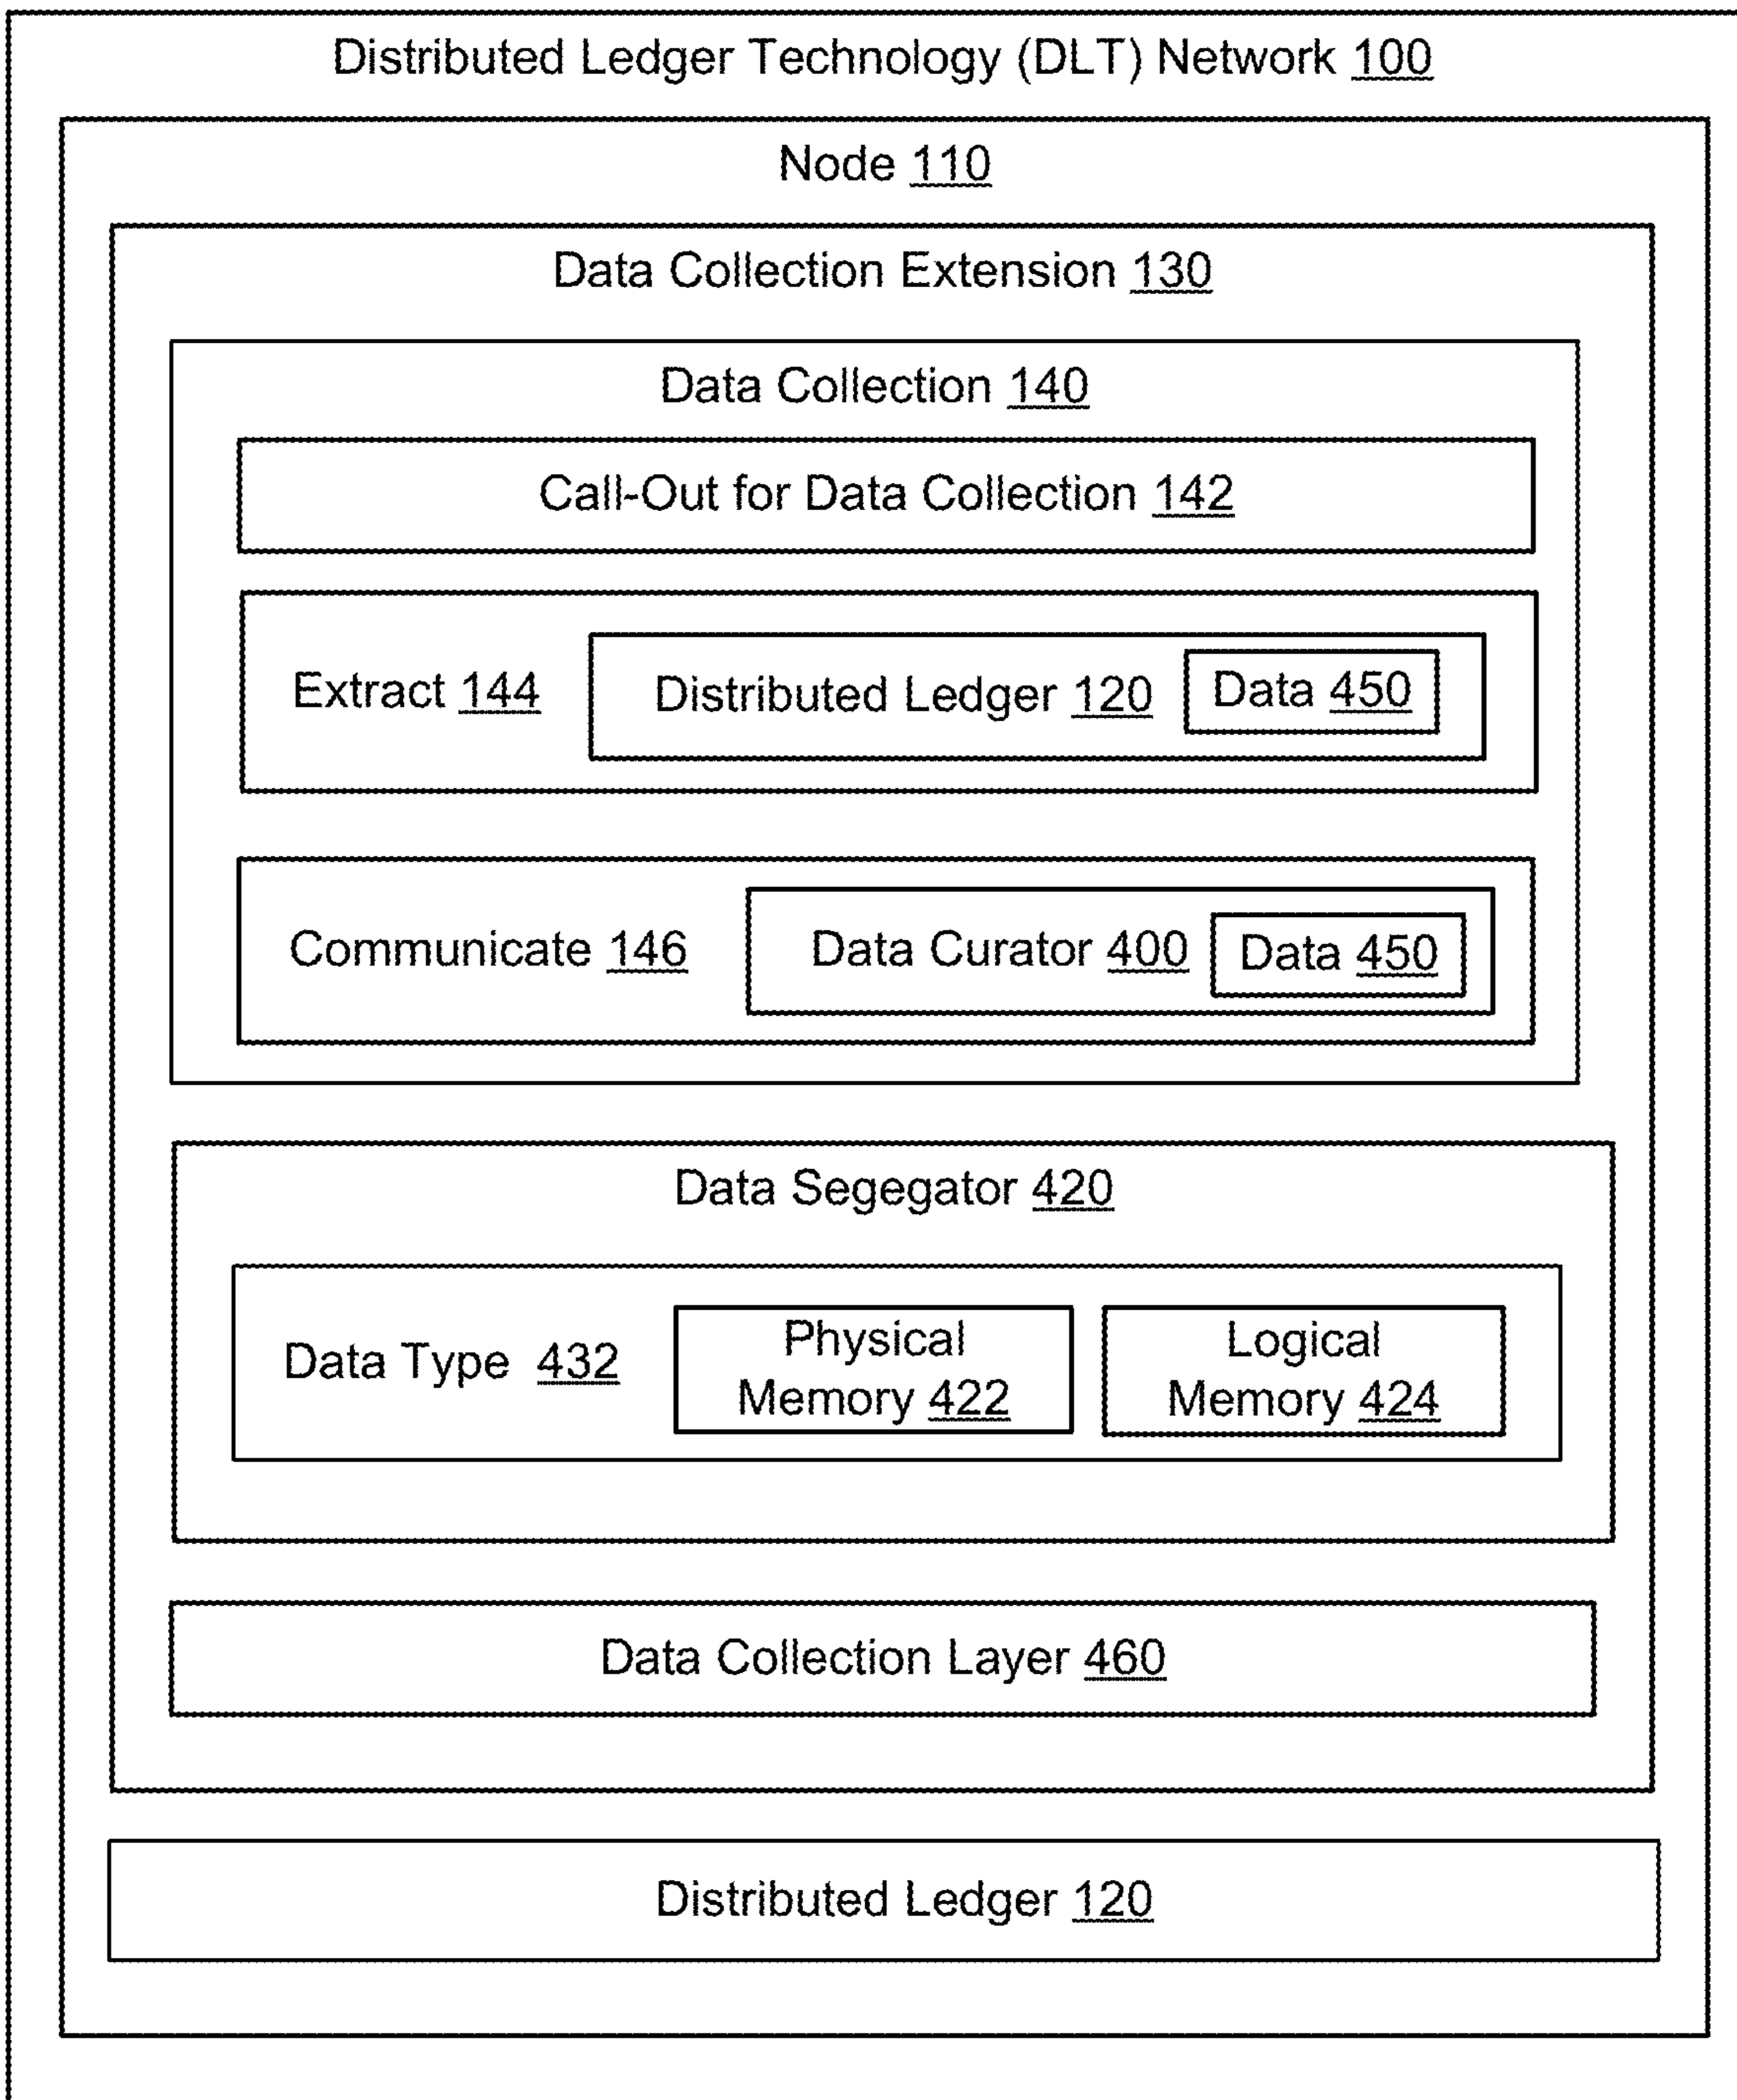 Distributed Ledger Technology (DLT) Network 100
Node 110
Data Collection Extension 130
Data Collection 140
Call-Out for Data Collection 142
Extract 144
Distributed Ledger 120
Data 450
Communicate 146
Data Curator 400
Data 450
Data Segegator 420
Data Type 432
Physical
Memory 422
Logical
Memory 424
Data Collection Layer 460
Distributed Ledger 120